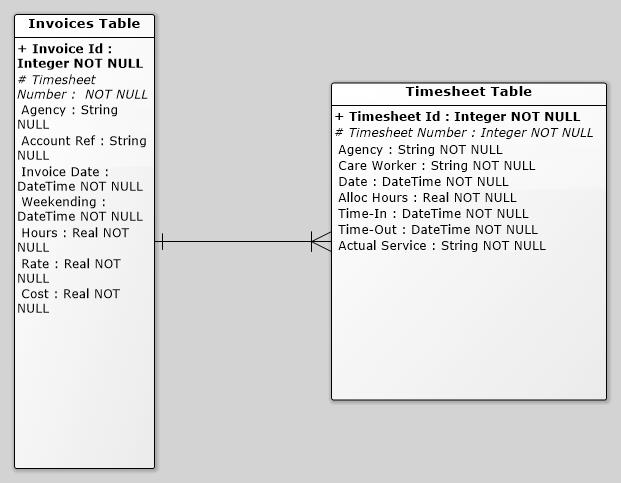 Invoices Table
+ Invoice Id :
Integer NOT NULL
# Timesheet
Number :  NOT NULL
Agency : String
NULL
Account Ref : String
NULL
Invoice Date :
DateTime NOT NULL
Weekending :
DateTime NOT NULL
Hours : Real NOT
NULL
Rate : Real NOT
NULL
Cost : Real NOT
NULL
Timesheet Table
+ Timesheet Id : Integer NOT NULL
# Timesheet Number : Integer NOT NULL
Agency : String NOT NULL
Care Worker : String NOT NULL
Date : DateTime NOT NULL
Alloc Hours : Real NOT NULL
Time-In : DateTime NOT NULL
Time-Out : DateTime NOT NULL
Actual Service : String NOT NULL